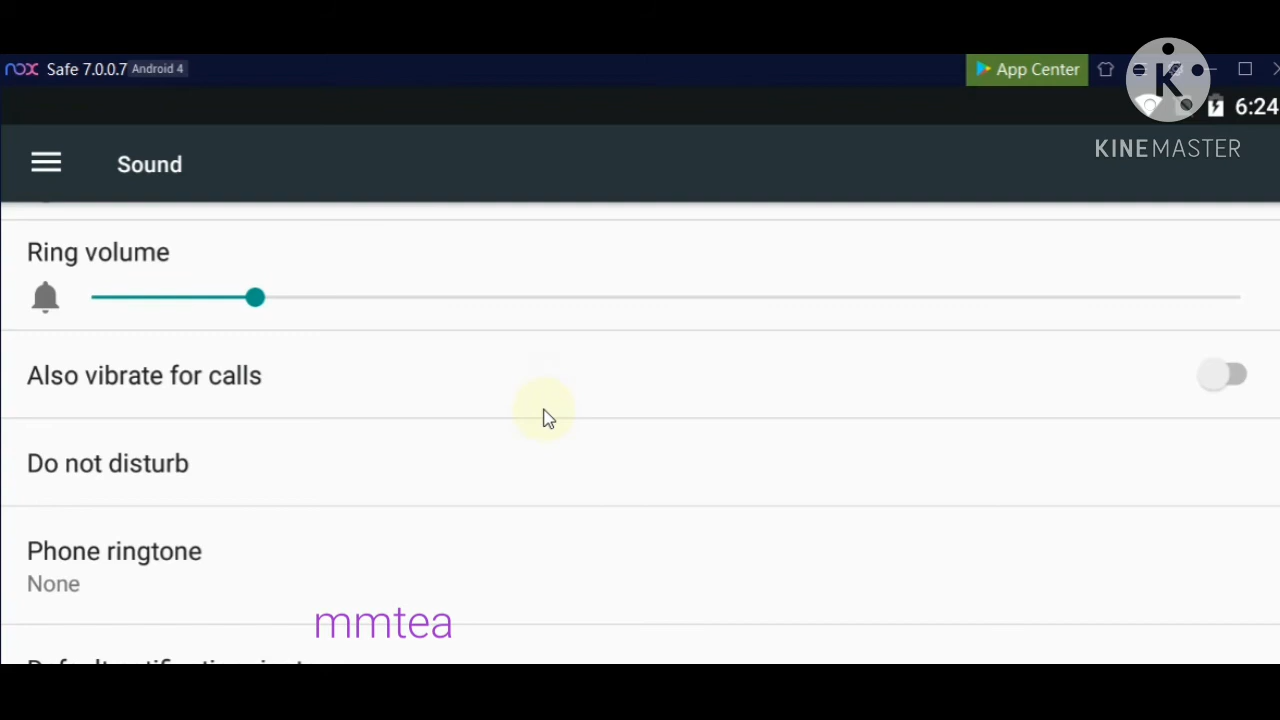 nox Safe 7.0.0.7 Android 4 App Center
6:24
Sound
KINEMASTER
Ring volume
Also vibrate for calls
Do not disturb
Phone ringtone
None
mmtea